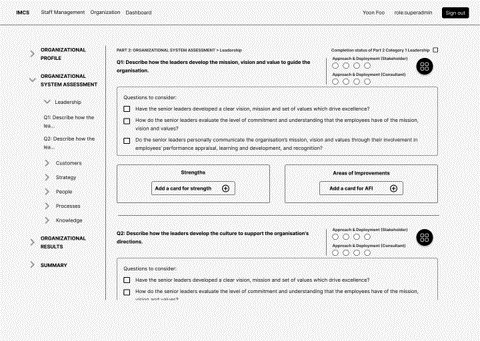 IMCS Staff Management Organization Dashboard Yoon Foo role:superadmin Sign out
ORGANIZATIONAL
PROFILE
ORGANIZATIONAL
SYSTEM ASSESSMENT
Leadership
Q1: Describe how the
lea...
Q2: Describe how the
lea...
Customers
Strategy
People
Processes
Knowledge
ORGANIZATIONAL
RESULTS
SUMMARY
PART 2: ORGANIZATIONAL SYSTEM ASSESSMENT > Leadership
Completion status of Part 2 Category 1 Leadership
Q1: Describe how the leaders develop the mission, vision and value to guide the
organisation.
Approach & Deployment (Stakeholder)
Approach & Deployment (Consultant)
Questions to consider:
Have the senior leaders developed a clear vision, mission and set of values which drive excellence?
How do the senior leaders evaluate the level of commitment and understanding that the employees have of the mission,
vision and values?
Do the senior leaders personally communicate the organisation's mission, vision and values through their involvement in
employees' performance appraisal, learning and development, and recognition?
Strengths
Add a card for strength
Areas of Improvements
Add a card for AFI
Q2: Describe how the leaders develop the culture to support the organisation's
directions.
Approach & Deployment (Stakeholder)
Approach & Deployment (Consultant)
Questions to consider:
Have the senior leaders developed a clear vision, mission and set of values which drive excellence?
How do the senior leaders evaluate the level of commitment and understanding that the employees have of the mission,
vision and values?